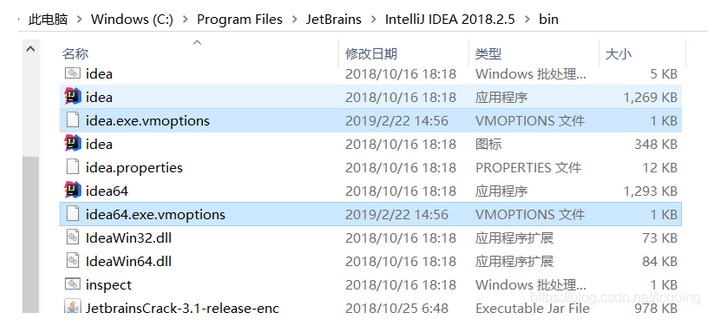 此电脑 > Windows (C:) > Program Files > JetBrains > IntelliJ IDEA 2018.2.5 > bin
名称 修改日期 类型 大小
idea 2018/10/16 18:18 Windows 批处理... 5 KB
idea 2018/10/16 18:18 应用程序 1,269 KB
idea.exe.vmoptions 2019/2/22 14:56 VMOPTIONS 文件 1 KB
idea 2018/10/16 18:18 图标 348 KB
idea.properties 2018/10/16 18:18 PROPERTIES 文件 12 KB
idea64 2018/10/16 18:18 应用程序 1,293 KB
idea64.exe.vmoptions 2019/2/22 14:56 VMOPTIONS 文件 1 KB
IdeaWin32.dll 2018/10/16 18:18 应用程序扩展 73 KB
IdeaWin64.dll 2018/10/16 18:18 应用程序扩展 84 KB
inspect 2018/10/16 18:18 Windows 批处理... 1 KB
https://blog.csdn.net/icooing
JetbrainsCrack-3.1-release-enc 2018/10/25 6:48 Executable Jar File 978 KB